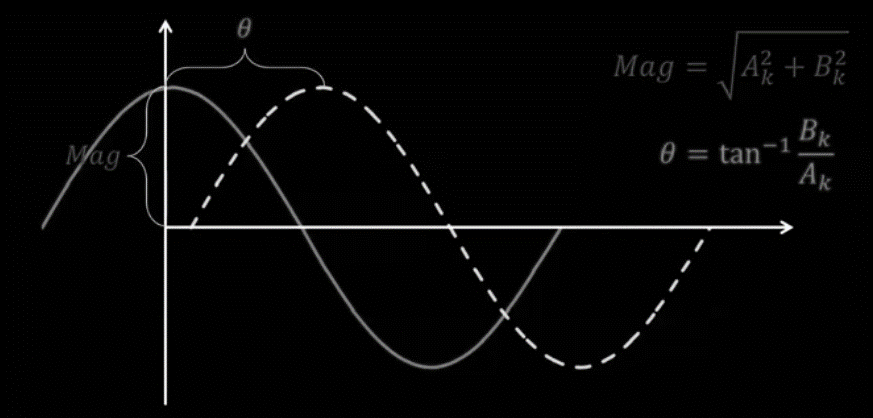 θ
Mag = √(A_k^2 + B_k^2)
Mag
θ = tan^-1 B_k/A_k